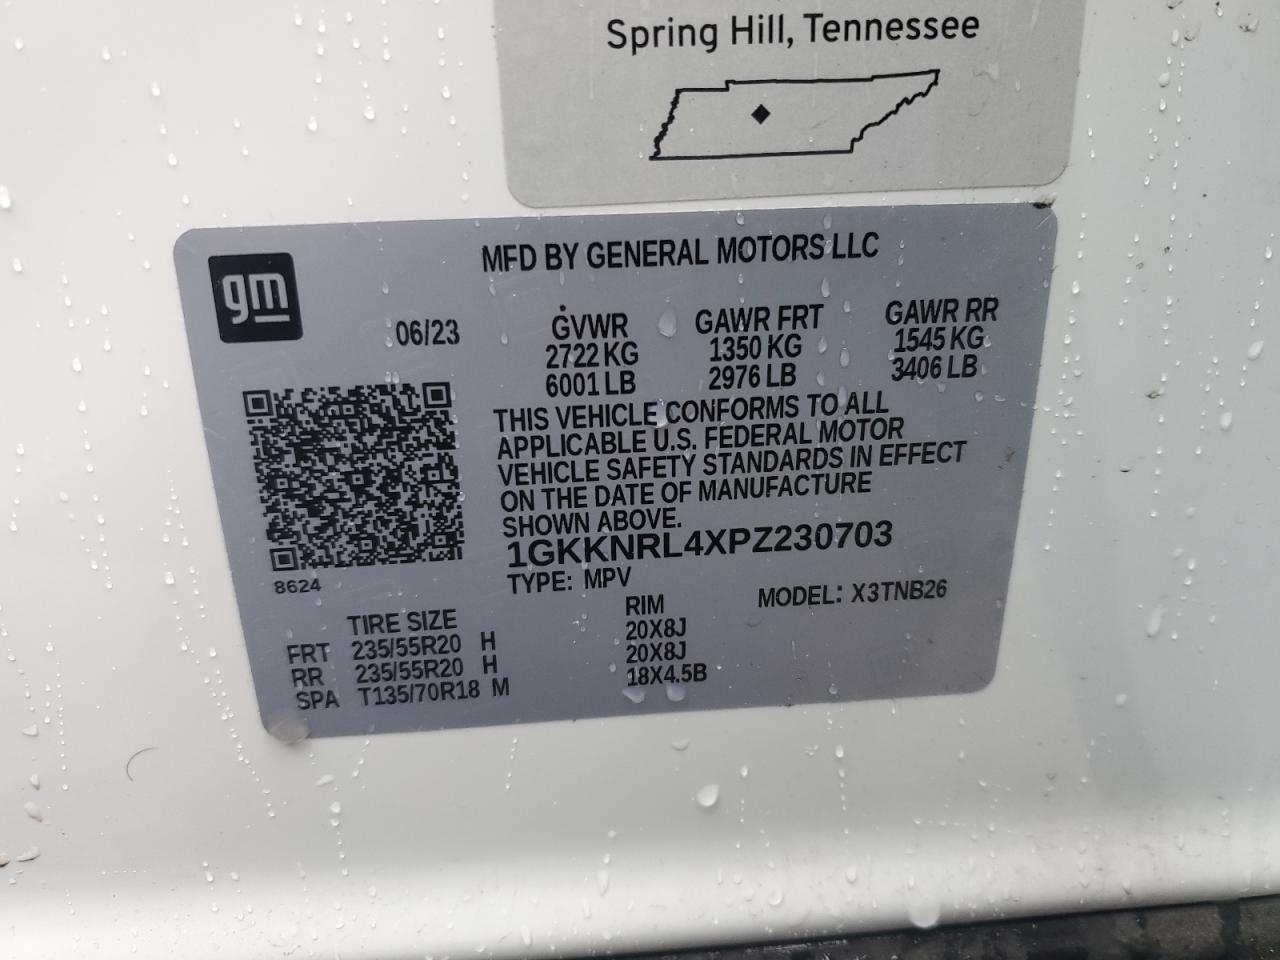 Spring Hill, Tennessee
gm
MFD BY GENERAL MOTORS LLC
06/23
GVWR GAWR FRT GAWR RR
2722 KG 1350 KG 1545 KG
6001 LB 2976 LB 3406 LB
THIS VEHICLE CONFORMS TO ALL
APPLICABLE U.S. FEDERAL MOTOR
VEHICLE SAFETY STANDARDS IN EFFECT
ON THE DATE OF MANUFACTURE
SHOWN ABOVE.
1GKKNRL4XPZ230703
8624
TYPE: MPV MODEL: X3TNB26
TIRE SIZE RIM
FRT 235/55R20 H 20X8J
RR 235/55R20 H 20X8J
SPA T135/70R18 M 18X4.5B